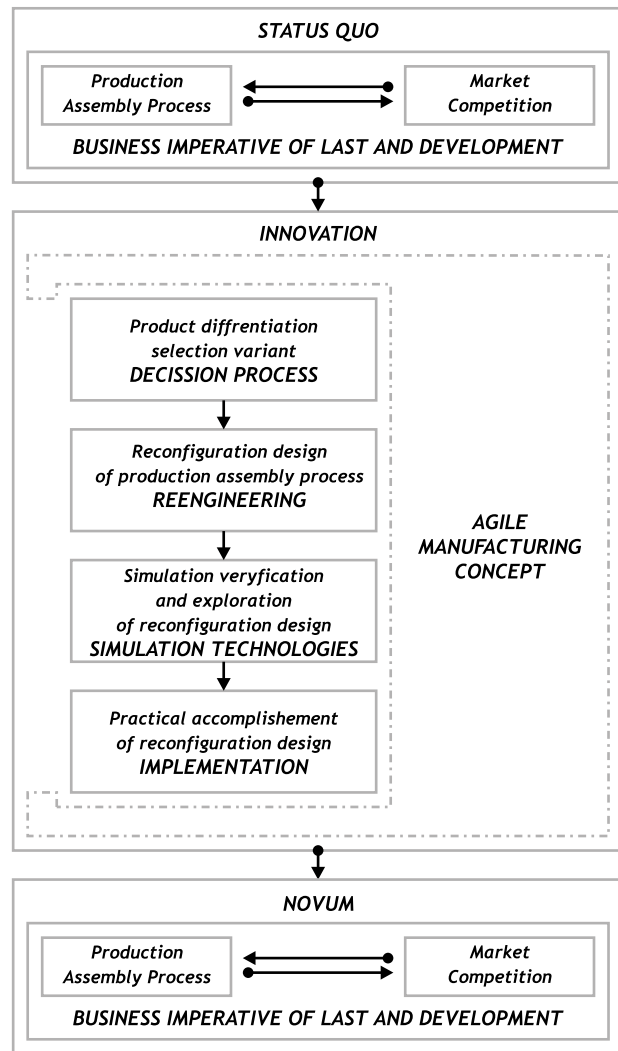 STATUS QUO
Production
Assembly Process
Market
Competition
BUSINESS IMPERATIVE OF LAST AND DEVELOPMENT
INNOVATION
Product diffrentiation
selection variant
DECISSION PROCESS
Reconfiguration design
of production assembly process
REENGINEERING
Simulation veryfication
and exploration
of reconfiguration design
SIMULATION TECHNOLOGIES
Practical accomplishement
of reconfiguration design
IMPLEMENTATION
AGILE
MANUFACTURING
CONCEPT
NOVUM
Production
Assembly Process
Market
Competition
BUSINESS IMPERATIVE OF LAST AND DEVELOPMENT